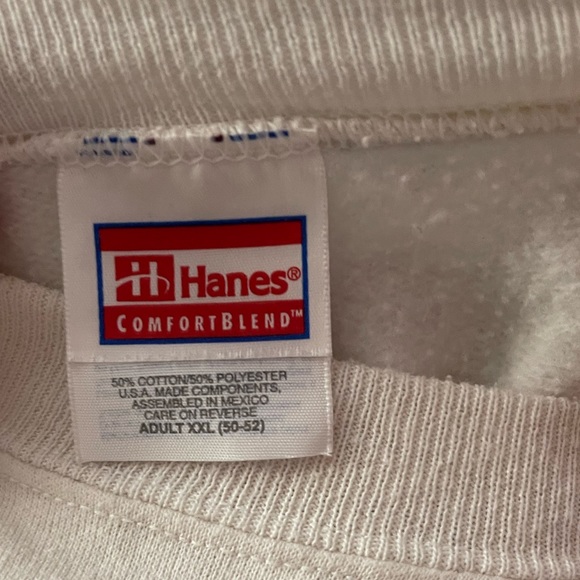 Hanes®
COMFORTBLEND™
50% COTTON/50% POLYESTER
U.S.A. MADE COMPONENTS,
ASSEMBLED IN MEXICO
CARE ON REVERSE
ADULT XXL (50-52)